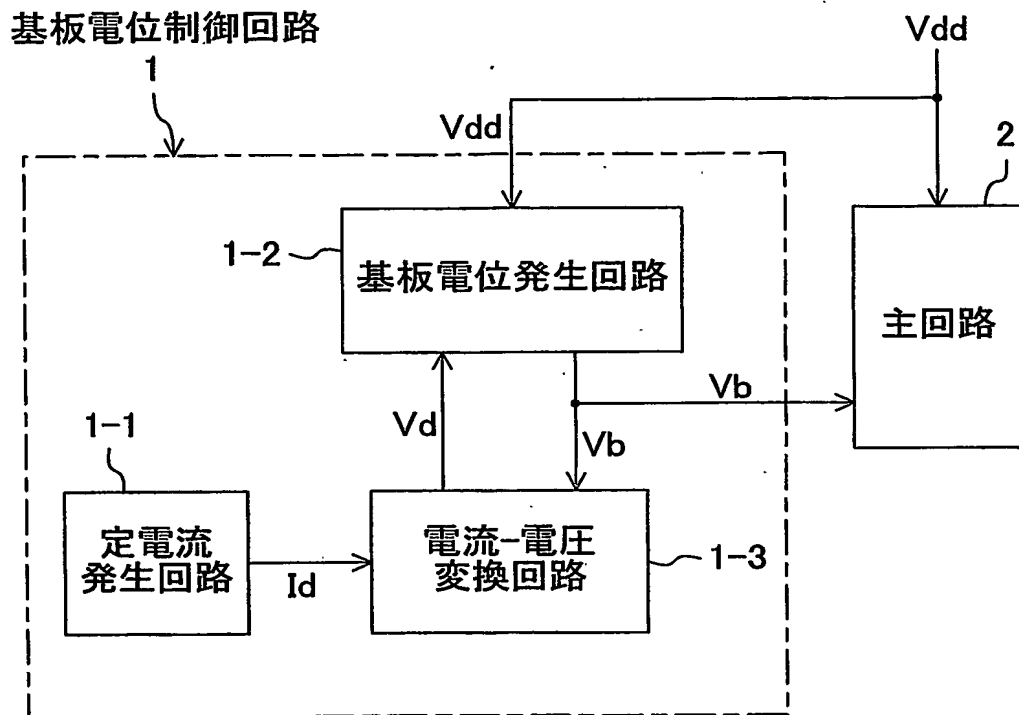 基板電位制御回路
1
Vdd
Vdd
2
1-2
基板電位発生回路
主回路
Vd
Vb
Vb
1-1
定電流
発生回路
Id
電流-電圧
変換回路
1-3